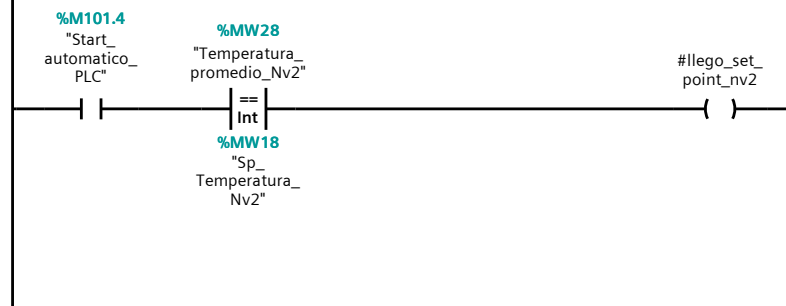 %M101.4
"Start_
automatico_
PLC"
%MW28
"Temperatura_
promedio_Nv2"
==
Int
%MW18
"Sp_
Temperatura_
Nv2"
#llego_set_
point_nv2